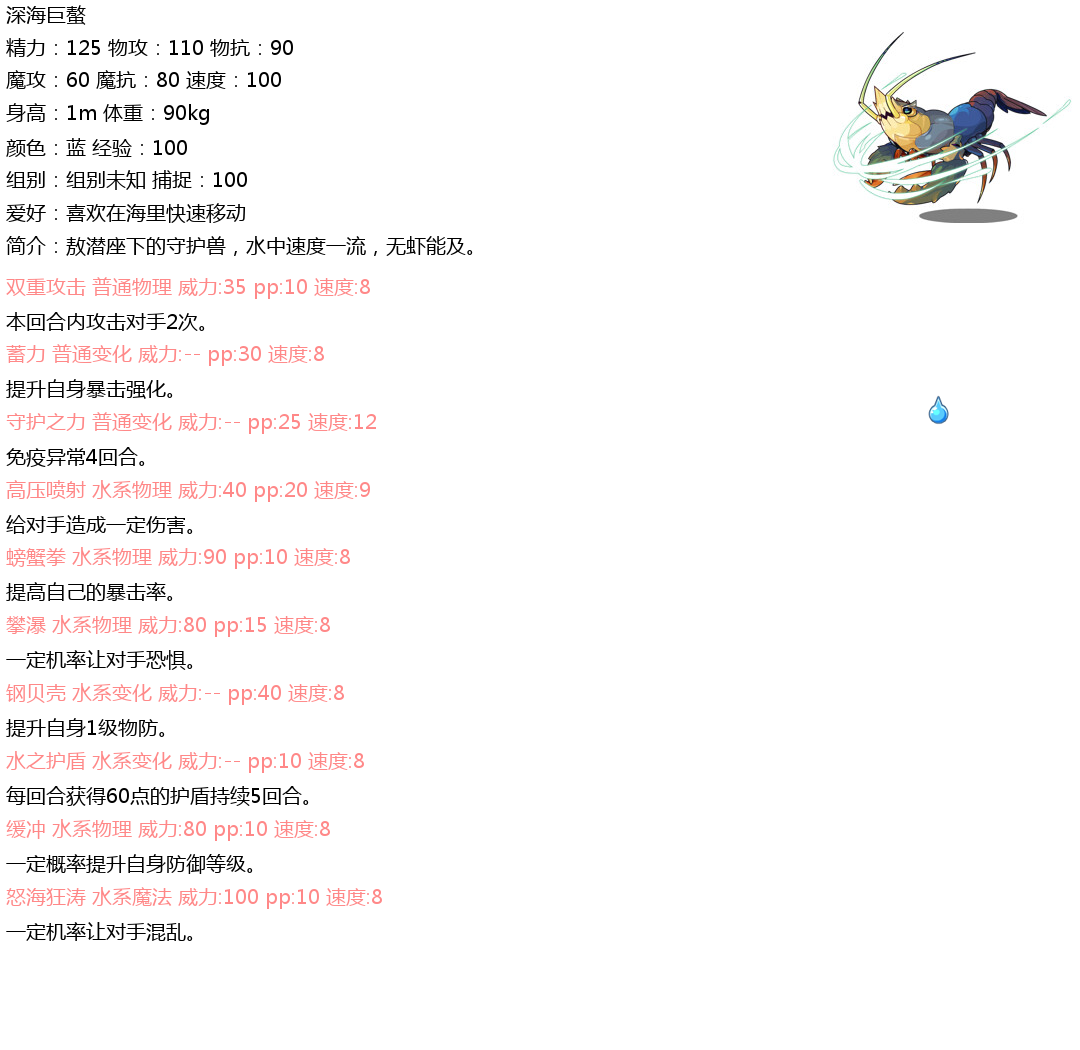 深海巨螯
精力：125 物攻：110 物抗：90
魔攻：60 魔抗：80 速度：100
身高：1m 体重：90kg
颜色：蓝 经验：100
组别：组别未知 捕捉：100
爱好：喜欢在海里快速移动
简介：敖潜座下的守护兽，水中速度一流，无虾能及。
双重攻击 普通物理 威力:35 pp:10 速度:8
本回合内攻击对手2次。
蓄力 普通变化 威力:-- pp:30 速度:8
提升自身暴击强化。
守护之力 普通变化 威力:-- pp:25 速度:12
免疫异常4回合。
高压喷射 水系物理 威力:40 pp:20 速度:9
给对手造成一定伤害。
螃蟹拳 水系物理 威力:90 pp:10 速度:8
提高自己的暴击率。
攀瀑 水系物理 威力:80 pp:15 速度:8
一定机率让对手恐惧。
钢贝壳 水系变化 威力:-- pp:40 速度:8
提升自身1级物防。
水之护盾 水系变化 威力:-- pp:10 速度:8
每回合获得60点的护盾持续5回合。
缓冲 水系物理 威力:80 pp:10 速度:8
一定概率提升自身防御等级。
怒海狂涛 水系魔法 威力:100 pp:10 速度:8
一定机率让对手混乱。